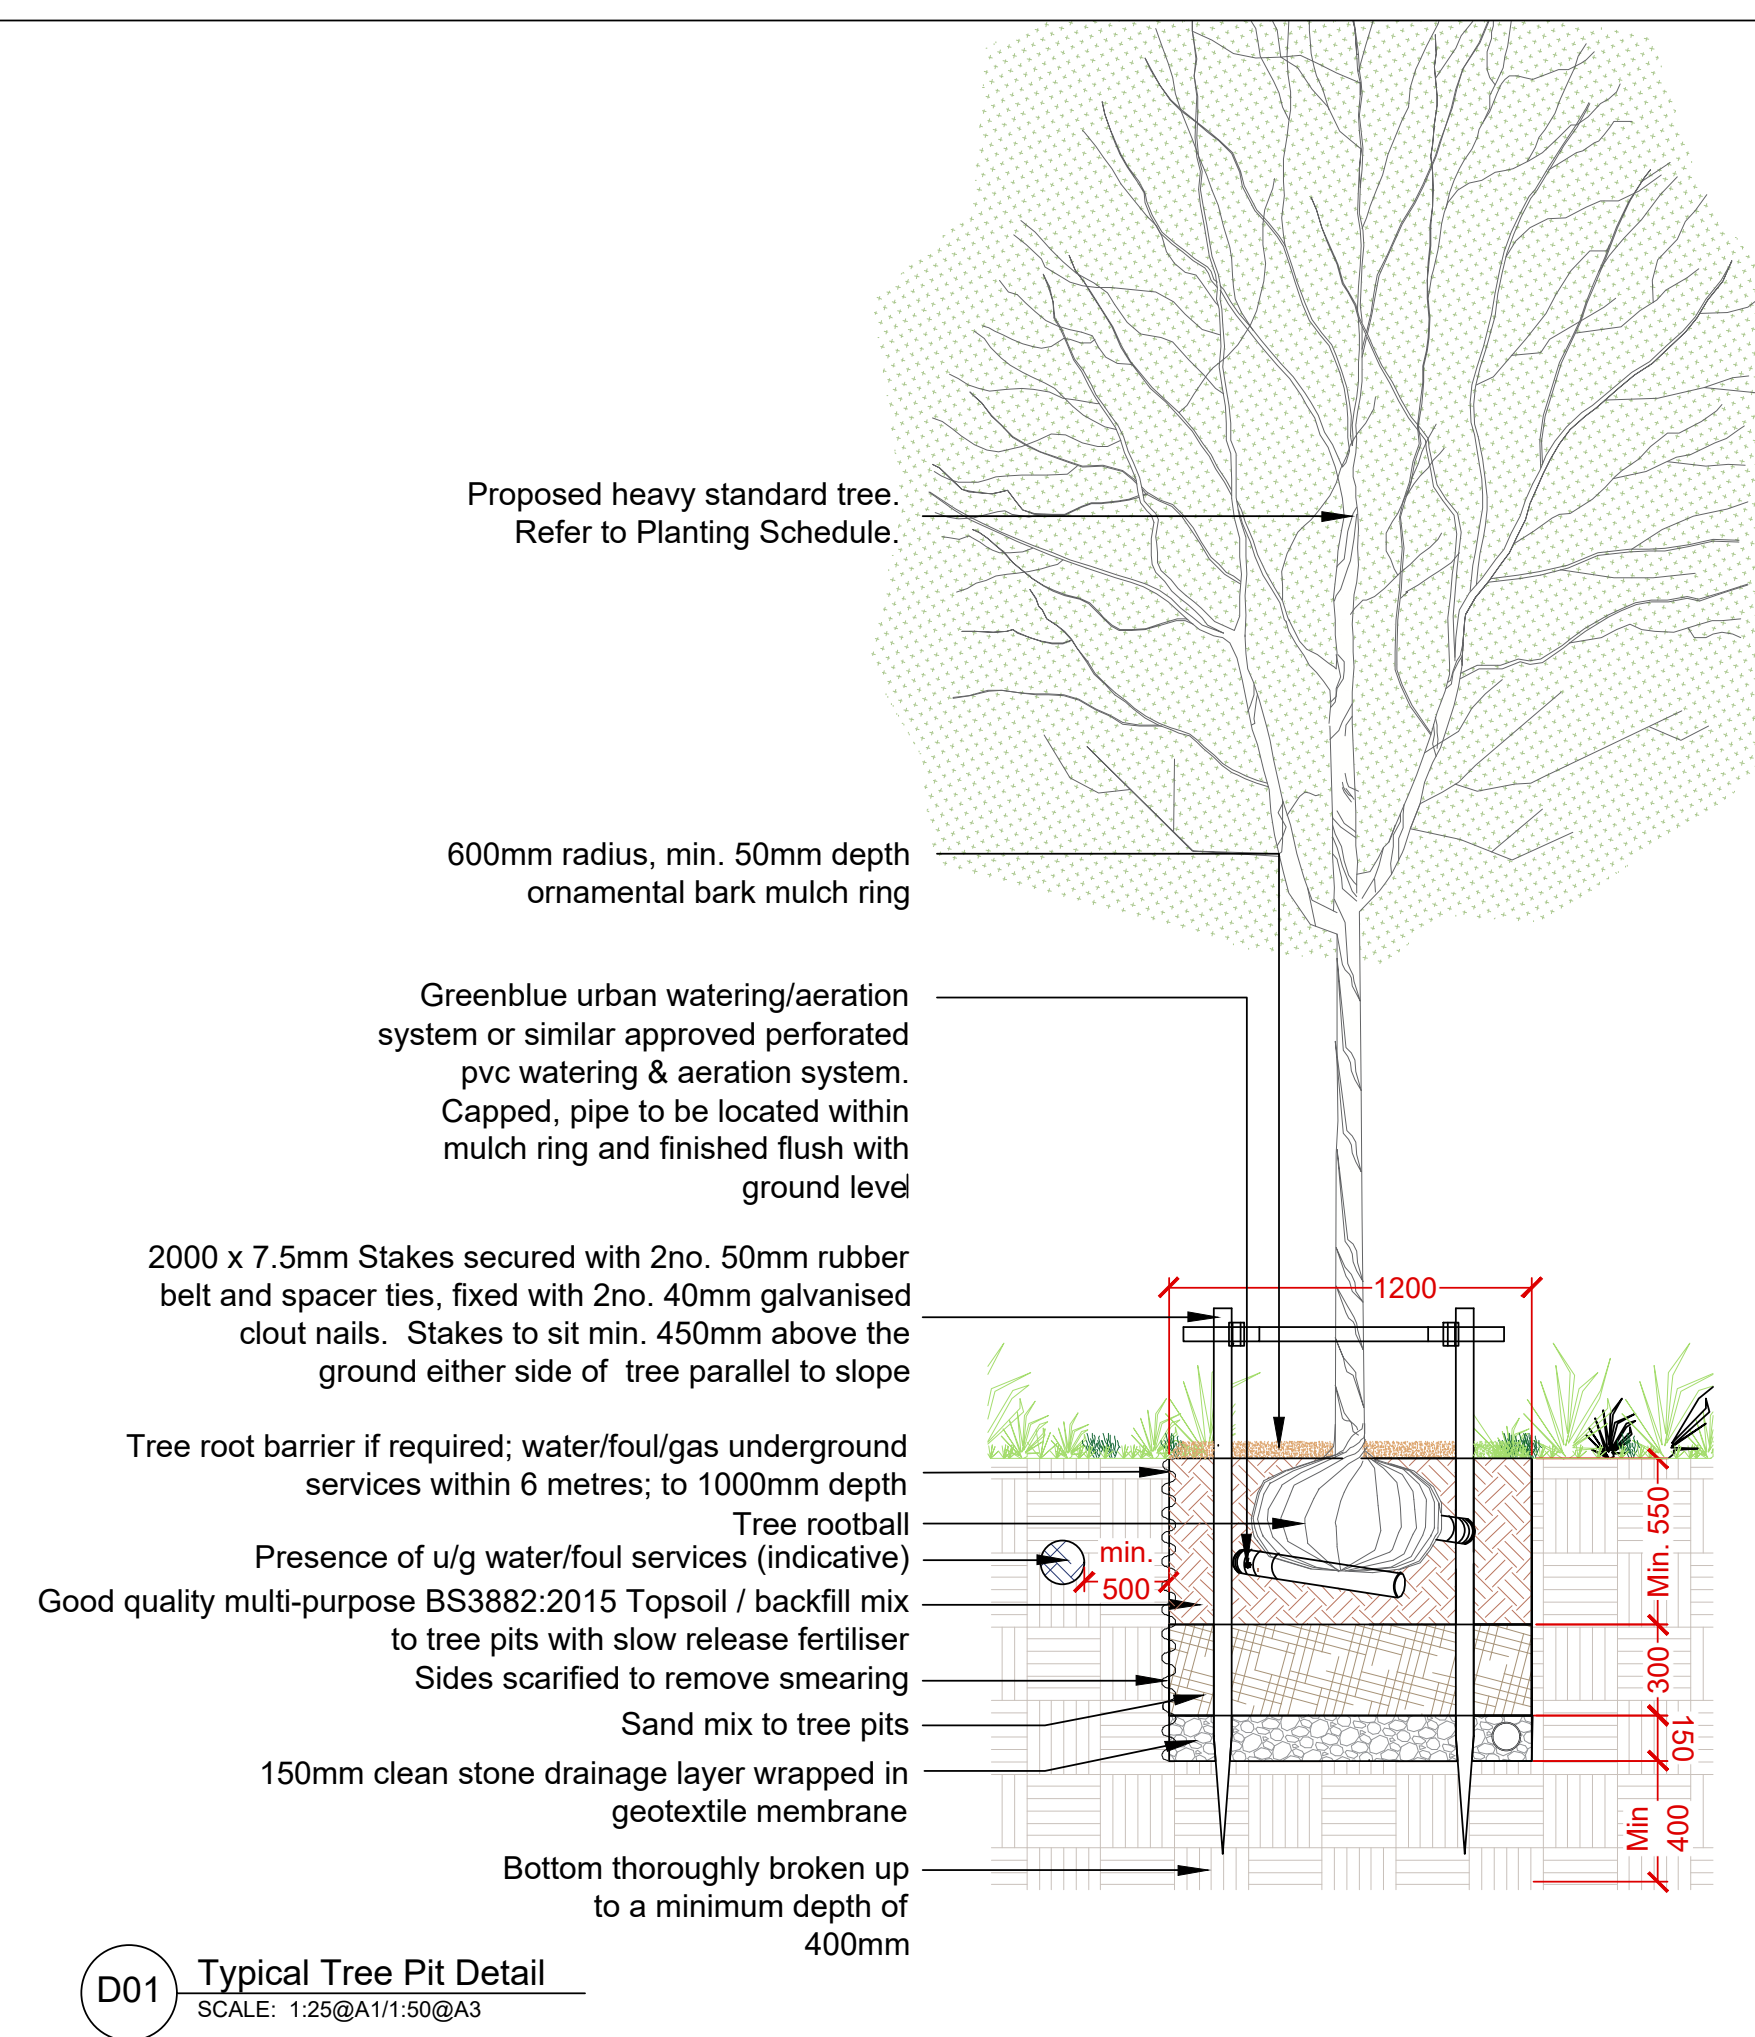 Proposed heavy standard tree.
Refer to Planting Schedule.
600mm radius, min. 50mm depth
ornamental bark mulch ring
Greenblue urban watering/aeration
system or similar approved perforated
pvc watering & aeration system.
Capped, pipe to be located within
mulch ring and finished flush with
ground level
2000 x 7.5mm Stakes secured with 2no. 50mm rubber
belt and spacer ties, fixed with 2no. 40mm galvanised
clout nails. Stakes to sit min. 450mm above the
ground either side of tree parallel to slope
1200
Tree root barrier if required; water/foul/gas underground
services within 6 metres; to 1000mm depth
Tree rootball
Presence of u/g water/foul services (indicative)
min.
500
Good quality multi-purpose BS3882:2015 Topsoil / backfill mix
to tree pits with slow release fertiliser
Sides scarified to remove smearing
Sand mix to tree pits
150mm clean stone drainage layer wrapped in
geotextile membrane
Bottom thoroughly broken up
to a minimum depth of
400mm
Min. 550
300
150
Min
400
D01
Typical Tree Pit Detail
SCALE: 1:25@A1/1:50@A3